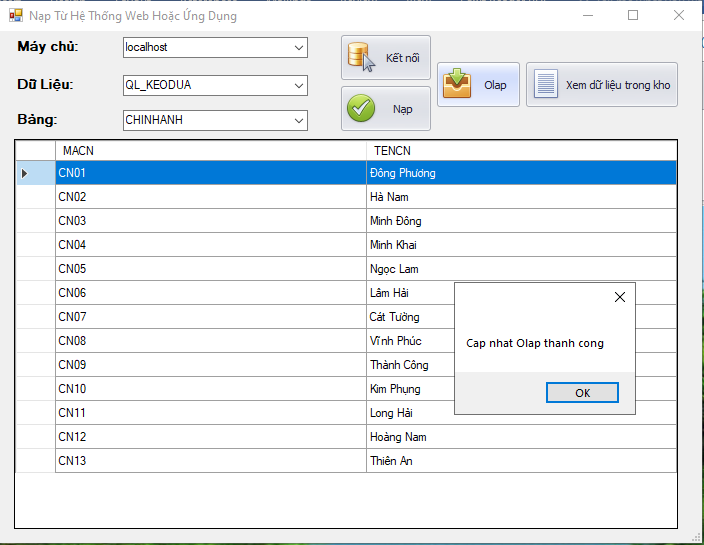 Nạp Từ Hệ Thống Web Hoặc Ứng Dụng
Máy chủ: localhost
Kết nối
Dữ Liệu: QL_KEODUA
Olap
Xem dữ liệu trong kho
Bảng: CHINHANH
Nạp
MACN TENCN
CN01 Đông Phương
CN02 Hà Nam
CN03 Minh Đông
CN04 Minh Khai
CN05 Ngọc Lam
CN06 Lâm Hải
CN07 Cát Tường
CN08 Vĩnh Phúc
CN09 Thành Công
CN10 Kim Phụng
CN11 Long Hải
CN12 Hoàng Nam
CN13 Thiên An
Cap nhat Olap thanh cong
OK